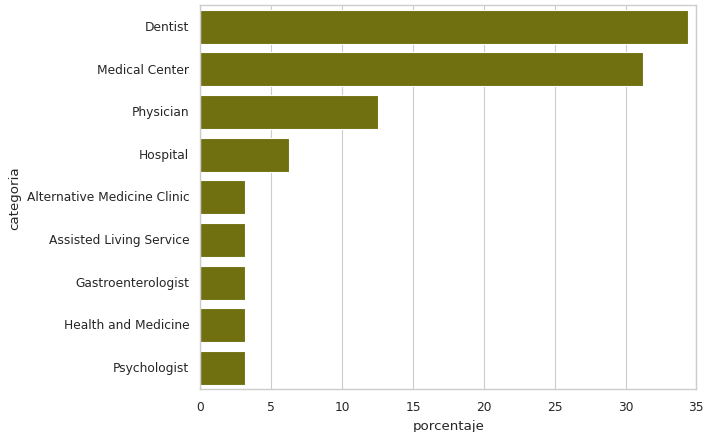 categoria
Dentist
Medical Center
Physician
Hospital
Alternative Medicine Clinic
Assisted Living Service
Gastroenterologist
Health and Medicine
Psychologist
0 5 10 15 20 25 30 35
porcentaje